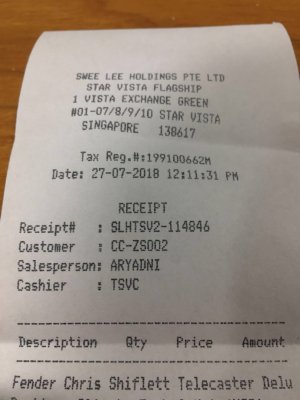 SWEE LEE HOLDINGS PTE LTD
STAR VISTA FLAGSHIP
1 VISTA EXCHANGE GREEN
#01-07/8/9/10 STAR VISTA
SINGAPORE 138617
Tax Reg.#:199100662M
Date: 27-07-2018 12:11:31 PM
RECEIPT
Receipt# : SLHTSV2-114846
Customer : CC-ZS002
Salesperson: ARYADNI
Cashier : TSVC
Description Qty Price Amount
Fender Chris Shiflett Telecaster Delu